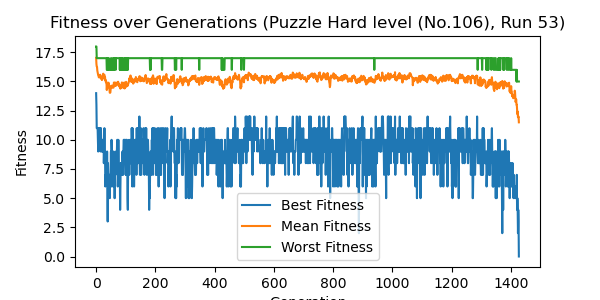 Fitness over Generations (Puzzle Hard level (No.106), Run 53)
Fitness
17.5
15.0
12.5
10.0
7.5
5.0
2.5
0.0
Best Fitness
Mean Fitness
Worst Fitness
0 200 400 600 800 1000 1200 1400
Generation